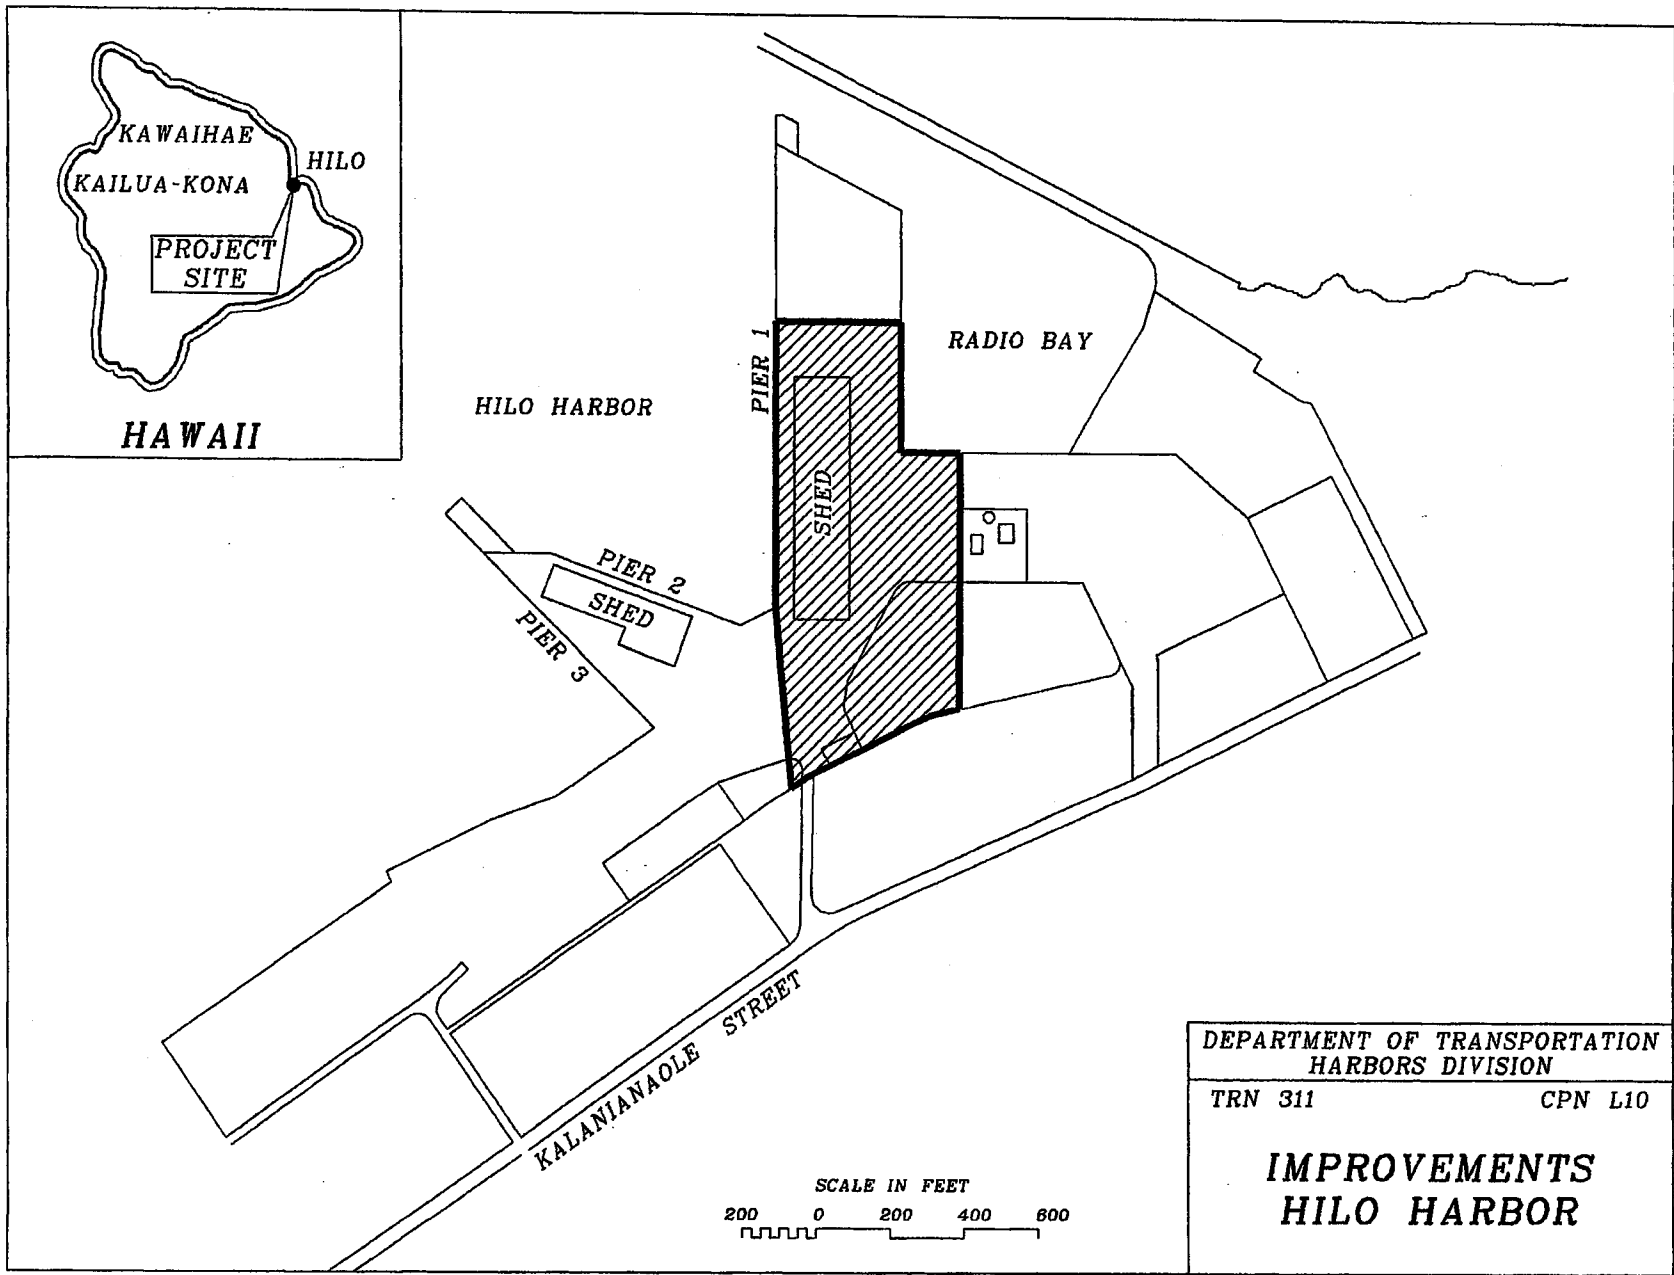 KAWAIHAE
HILO
KAILUA-KONA
PROJECT
SITE
HAWAII
HILO HARBOR
PIER 1
RADIO BAY
SHED
PIER 2
SHED
PIER 3
KALANIANAOLE STREET
SCALE IN FEET
200 0 200 400 600
DEPARTMENT OF TRANSPORTATION
HARBORS DIVISION
TRN 311 CPN L10
IMPROVEMENTS
HILO HARBOR